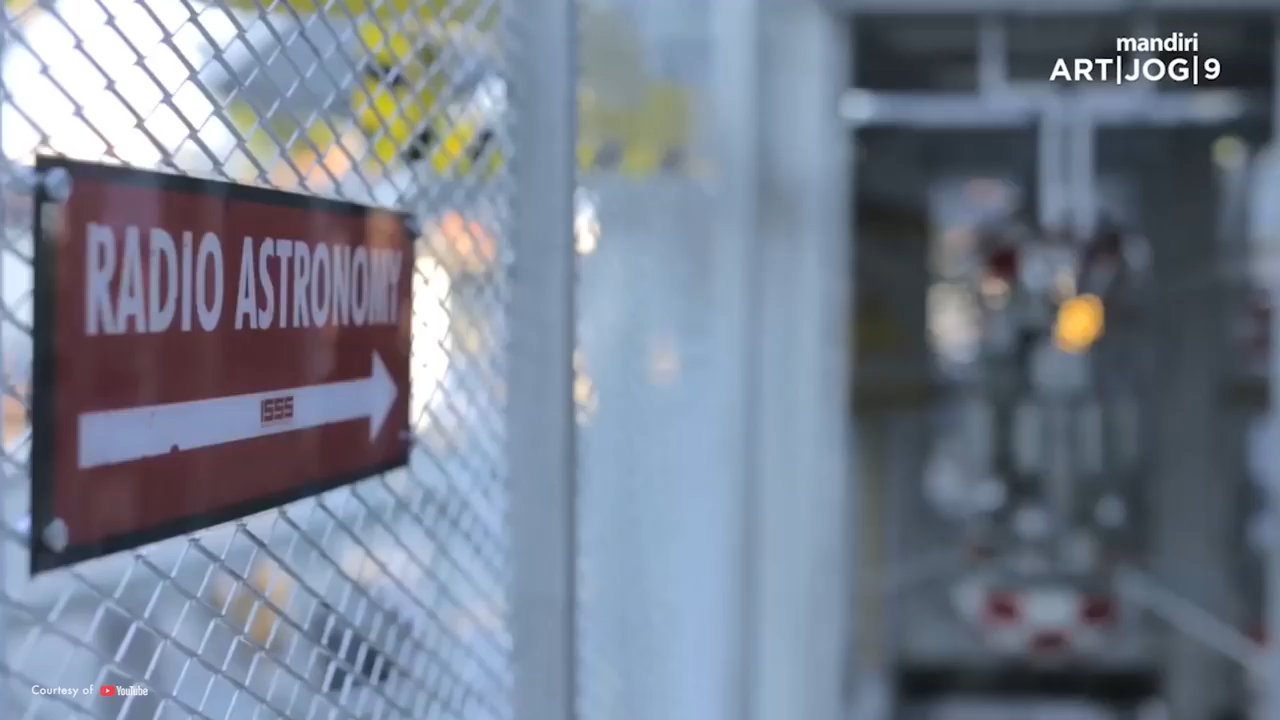 mandiri
ART|JOG|9
RADIO ASTRONOMY
ISSS
Courtesy of YouTube